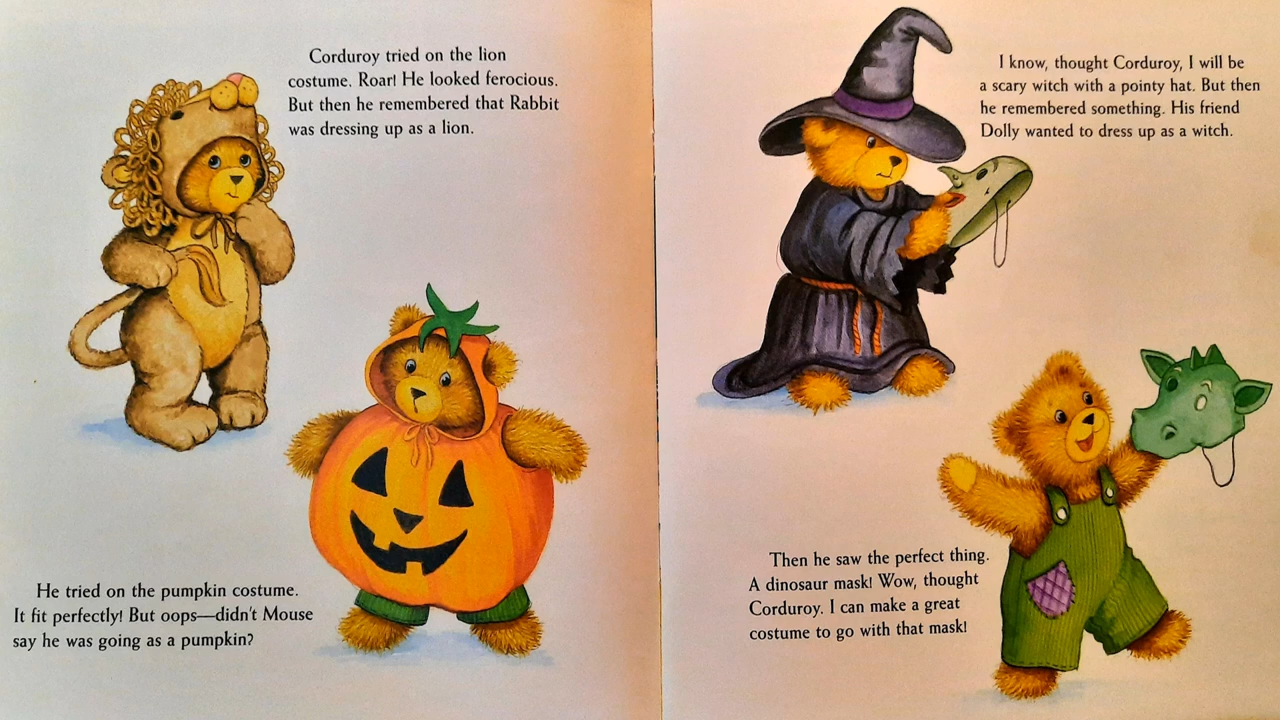 Corduroy tried on the lion
costume. Roar! He looked ferocious.
But then he remembered that Rabbit
was dressing up as a lion.
He tried on the pumpkin costume.
It fit perfectly! But oops—didn't Mouse
say he was going as a pumpkin?
I know, thought Corduroy, I will be
a scary witch with a pointy hat. But then
he remembered something. His friend
Dolly wanted to dress up as a witch.
Then he saw the perfect thing.
A dinosaur mask! Wow, thought
Corduroy. I can make a great
costume to go with that mask!